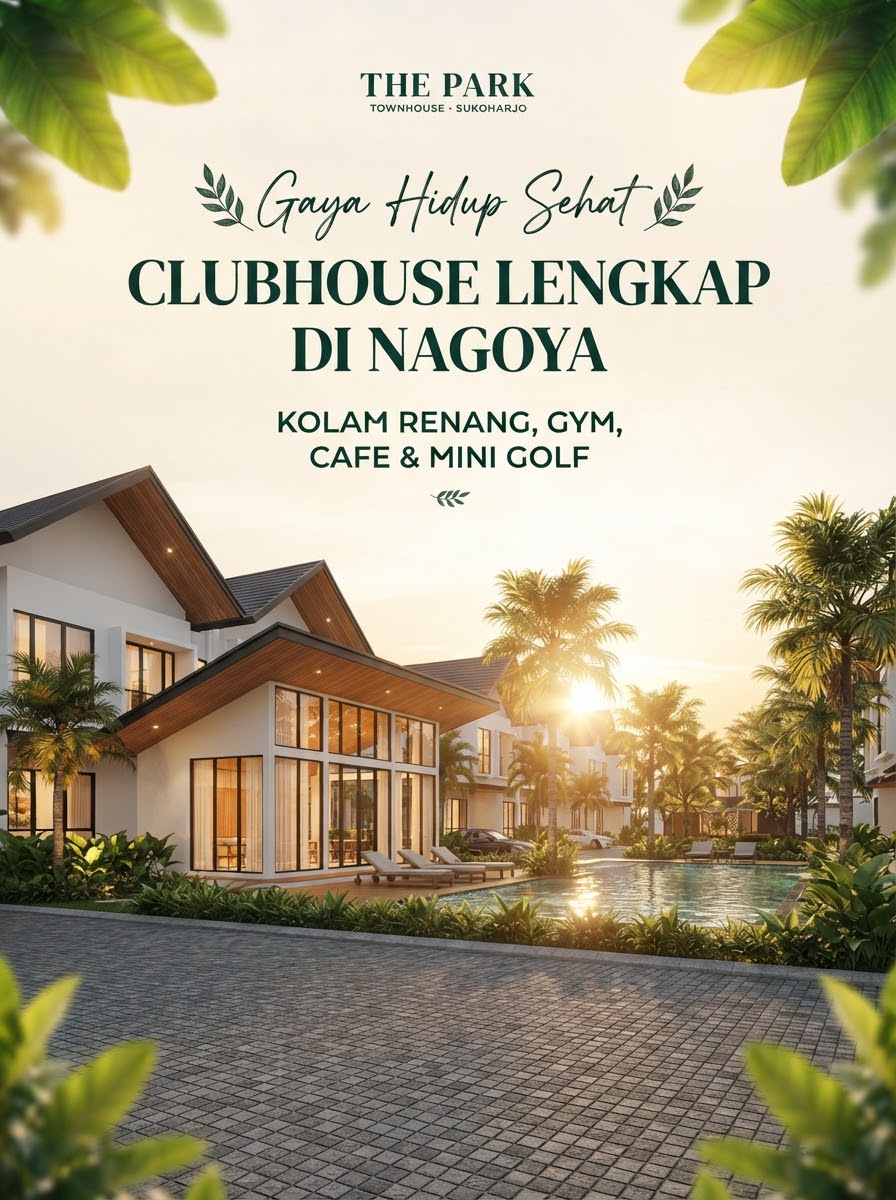 THE PARK
TOWNHOUSE · SUKOHARJO
Gaya Hidup Sehat
CLUBHOUSE LENGKAP
DI NAGOYA
KOLAM RENANG, GYM,
CAFE & MINI GOLF